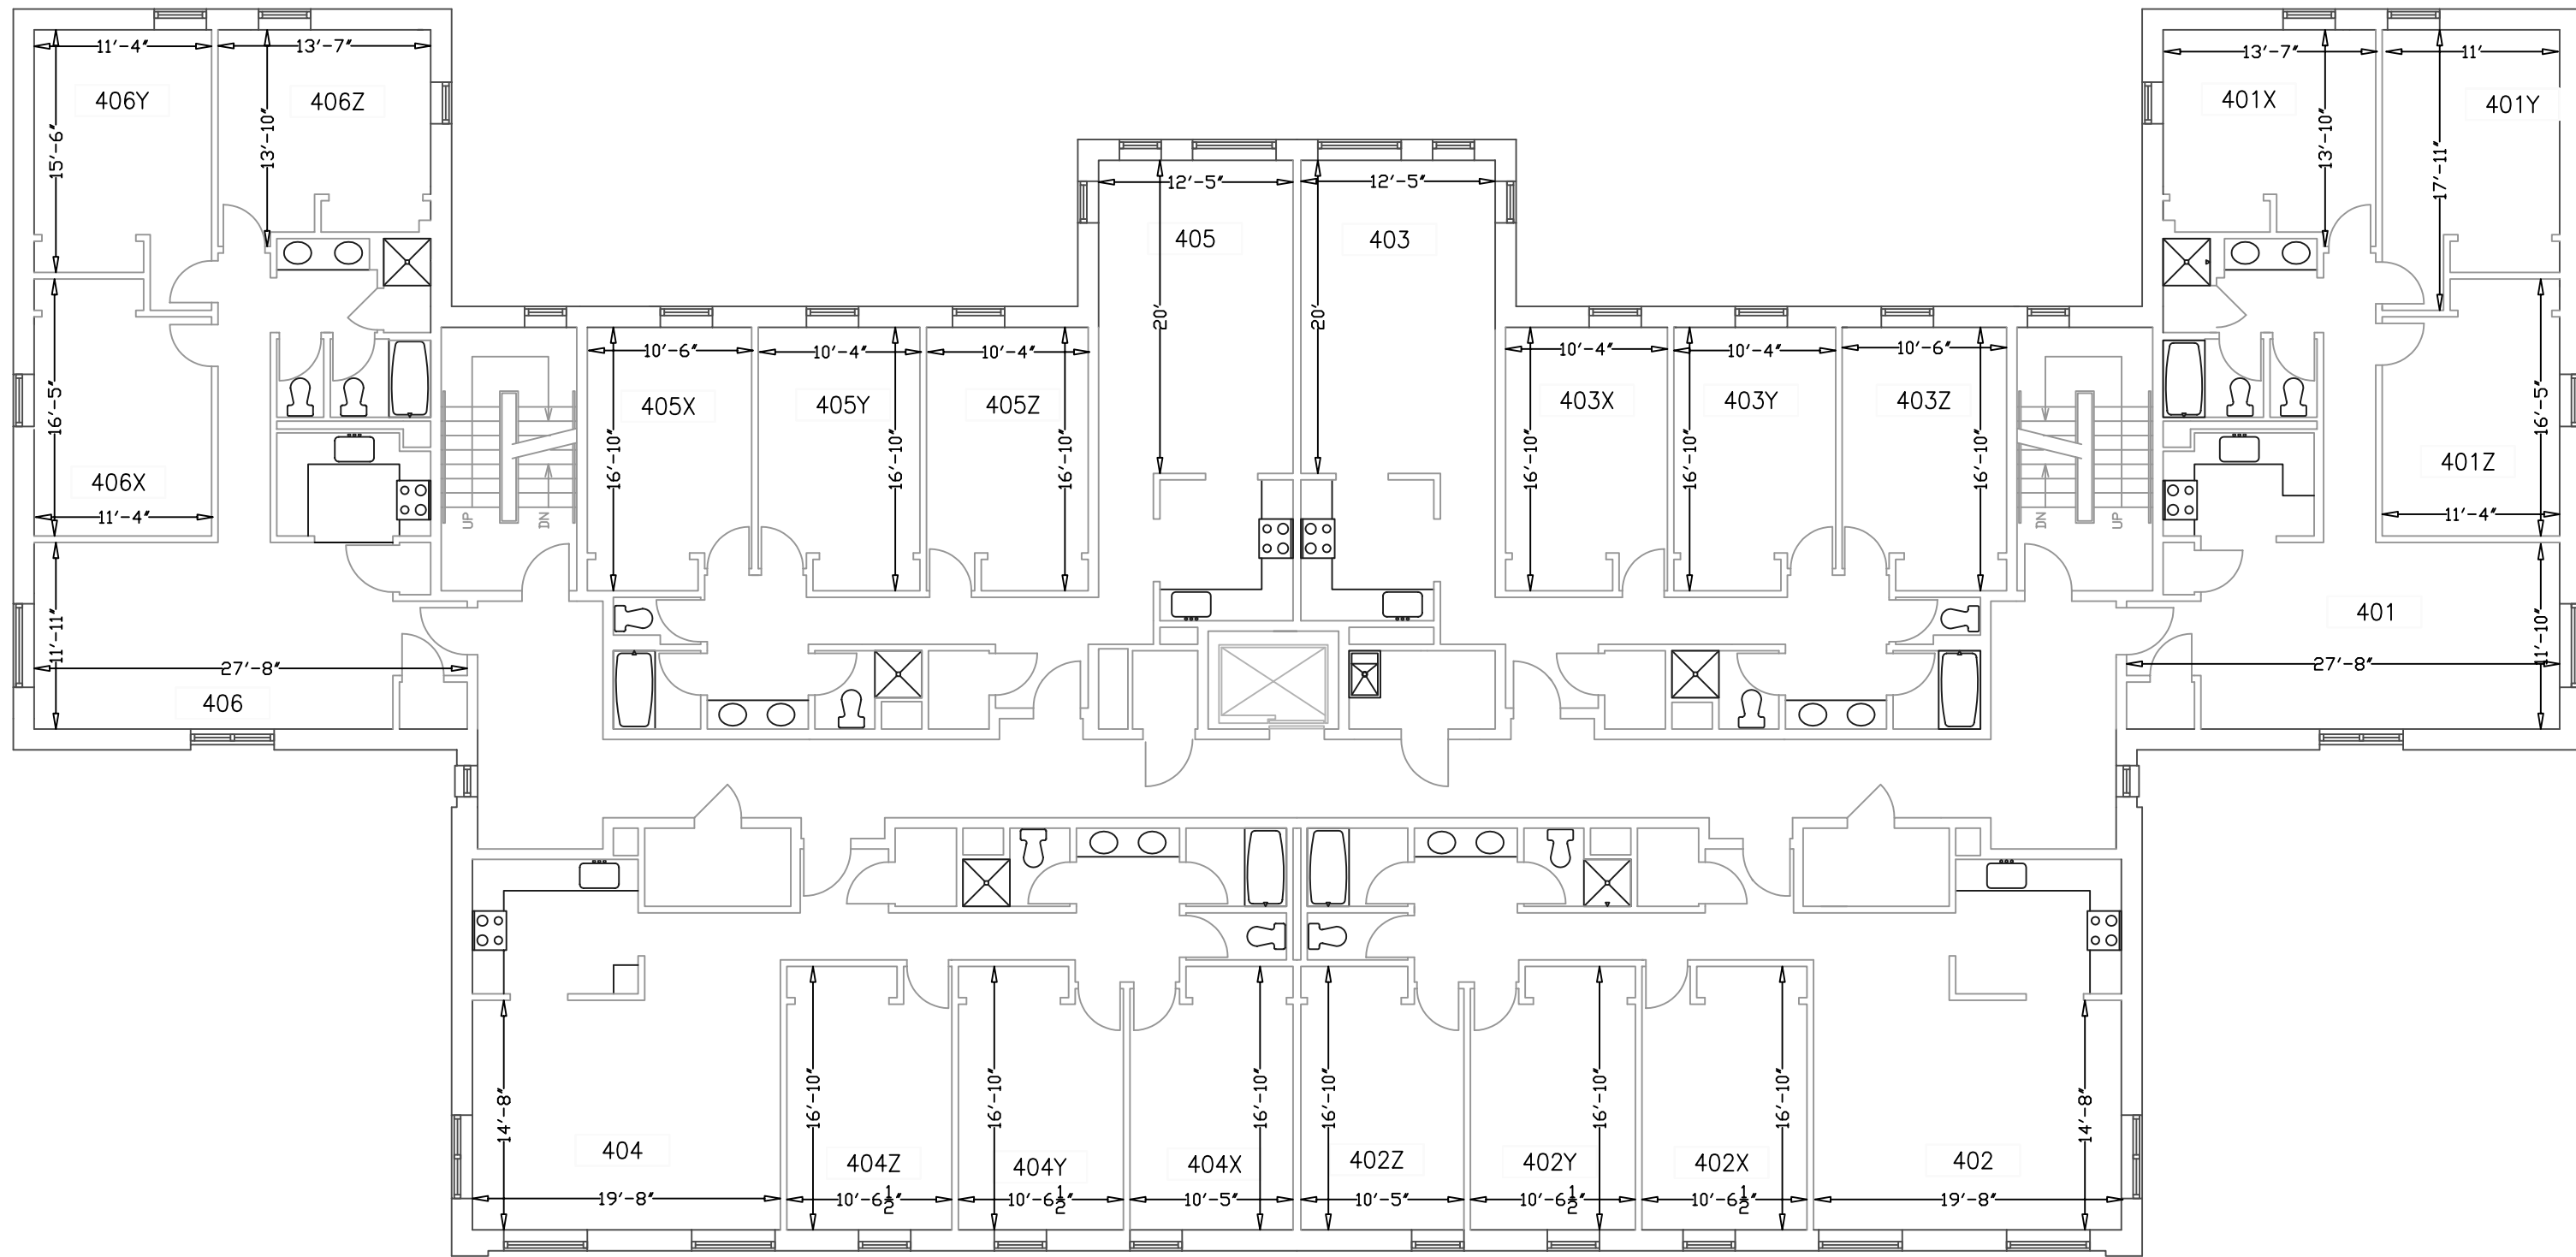 11'-4"
13'-7"
13'-7"
11'
406Y
406Z
401X
401Y
15'-6"
13'-10"
13'-10"
17'-11"
12'-5"
12'-5"
405
403
20'
20'
10'-6"
10'-4"
10'-4"
10'-4"
10'-4"
10'-6"
405X
405Y
405Z
403X
403Y
403Z
16'-5"
16'-10"
16'-10"
16'-10"
16'-10"
16'-10"
16'-10"
16'-5"
406X
401Z
11'-4"
UP
DN
DN
UP
11'-4"
11'-11"
401
11'-10"
27'-8"
27'-8"
406
14'-8"
16'-10"
16'-10"
16'-10"
16'-10"
16'-10"
16'-10"
14'-8"
404
404Z
404Y
404X
402Z
402Y
402X
402
19'-8"
10'-6 1/2"
10'-6 1/2"
10'-5"
10'-5"
10'-6 1/2"
10'-6 1/2"
19'-8"